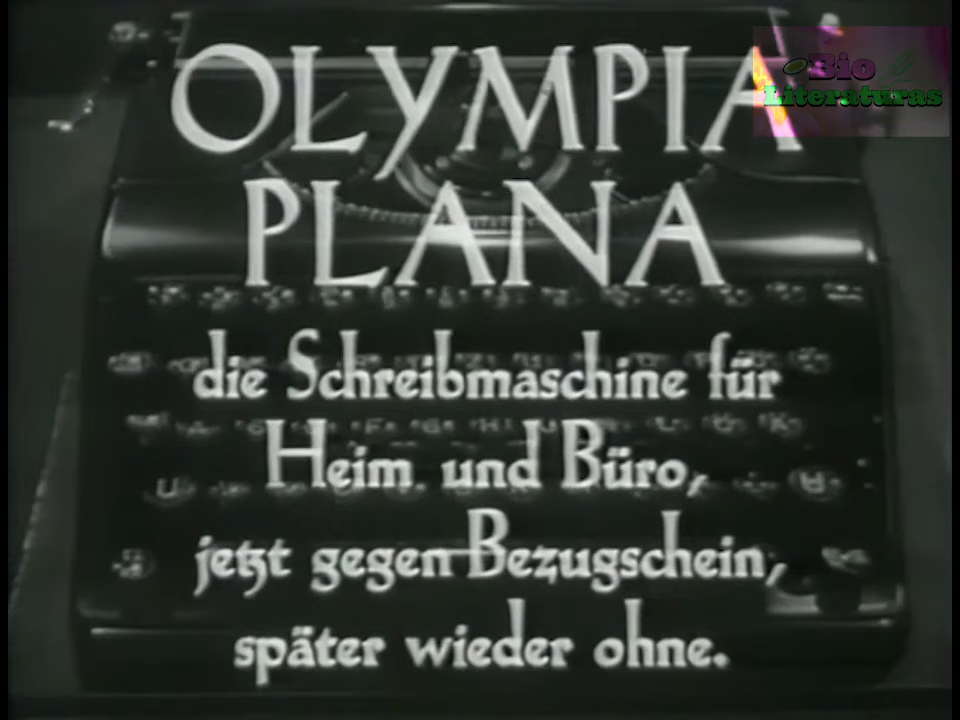 Bio
Literaturas
OLYMPIA
PLANA
die Schreibmaschine für
Heim und Büro,
jetzt gegen Bezugschein,
später wieder ohne.